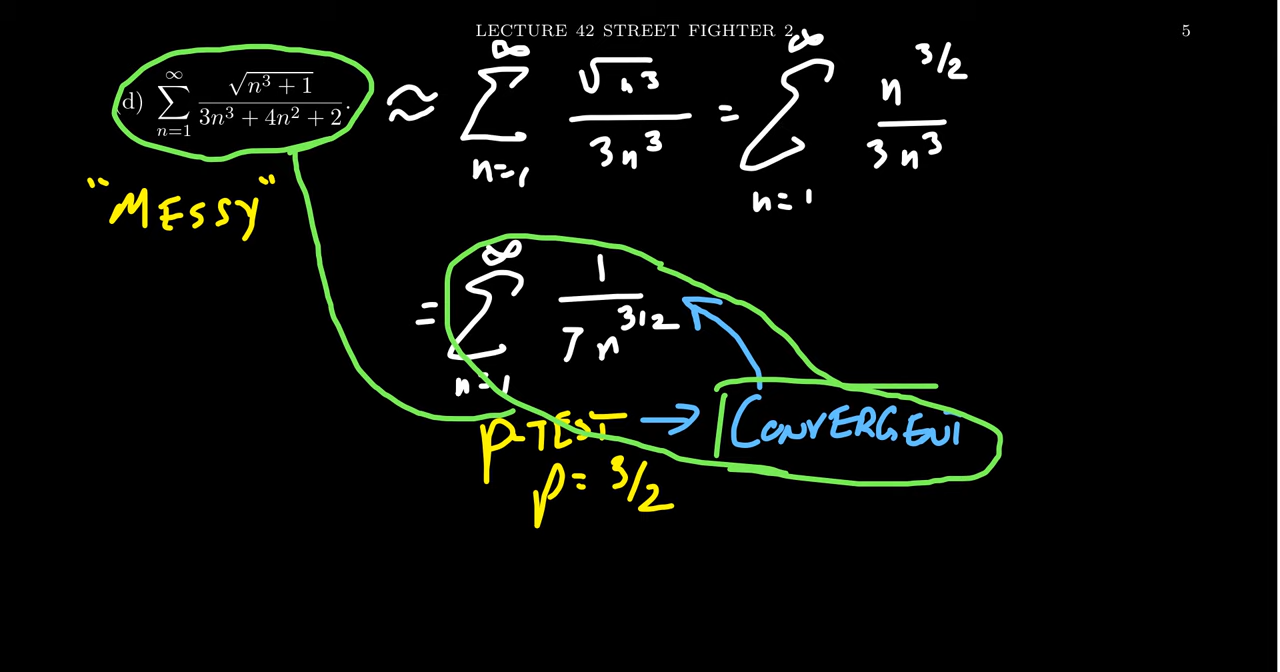 LECTURE 42 STREET FIGHTER 2 5
(d) ∑_{n=1}^{∞} √(n³ + 1) / (3n³ + 4n² + 2). ≈ ∑_{n=1}^{∞} √(n³) / 3n³ = ∑_{n=1}^{∞} n^{3/2} / 3n³
"MESSY"
= ∑_{n=1}^{∞} 1 / 7n^{3/2}
p-TEST → CONVERGENT
p = 3/2